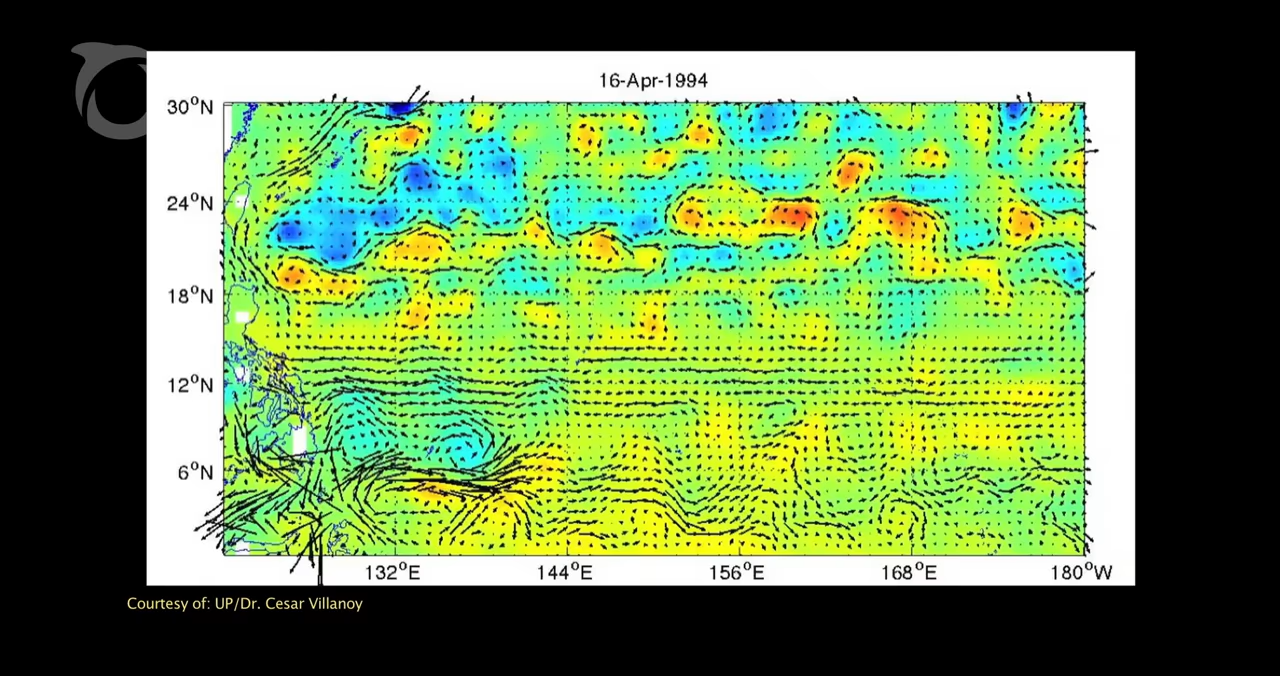 16-Apr-1994
30°N
24°N
18°N
12°N
6°N
132°E 144°E 156°E 168°E 180°W
Courtesy of: UP/Dr. Cesar Villanoy